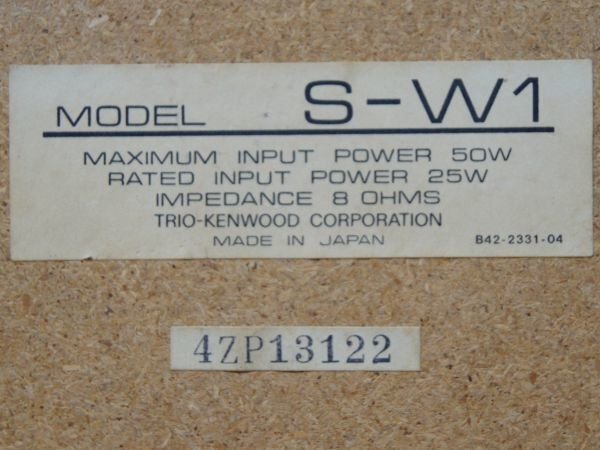 MODEL S-W1
MAXIMUM INPUT POWER 50W
RATED INPUT POWER 25W
IMPEDANCE 8 OHMS
TRIO-KENWOOD CORPORATION
MADE IN JAPAN B42-2331-04
4ZP13122